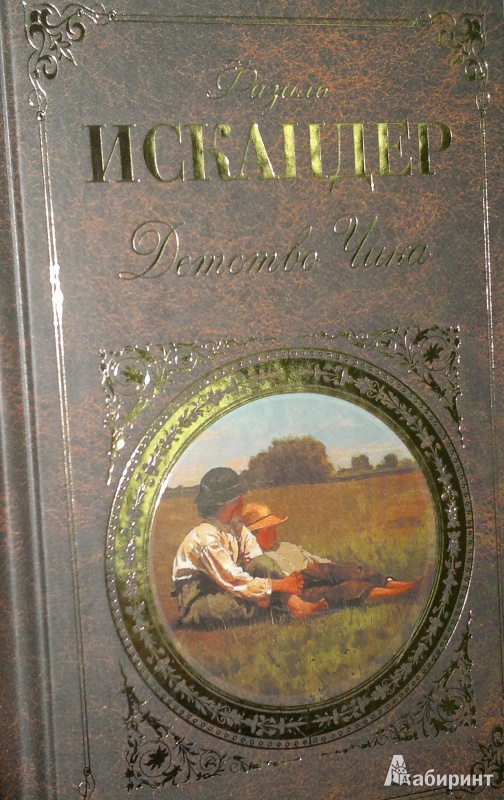 Фазиль
ИСКАНДЕР
Детство Чика
Лабиринт